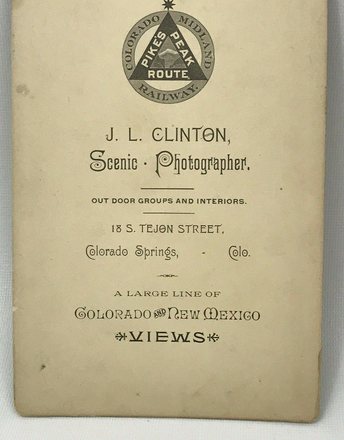 COLORADO MIDLAND
PIKES PEAK
ROUTE
RAILWAY.
J. L. CLINTON,
Scenic · Photographer.
OUT DOOR GROUPS AND INTERIORS.
18 S. TEJON STREET,
Colorado Springs, - Colo.
A LARGE LINE OF
COLORADO AND NEW MEXICO
VIEWS